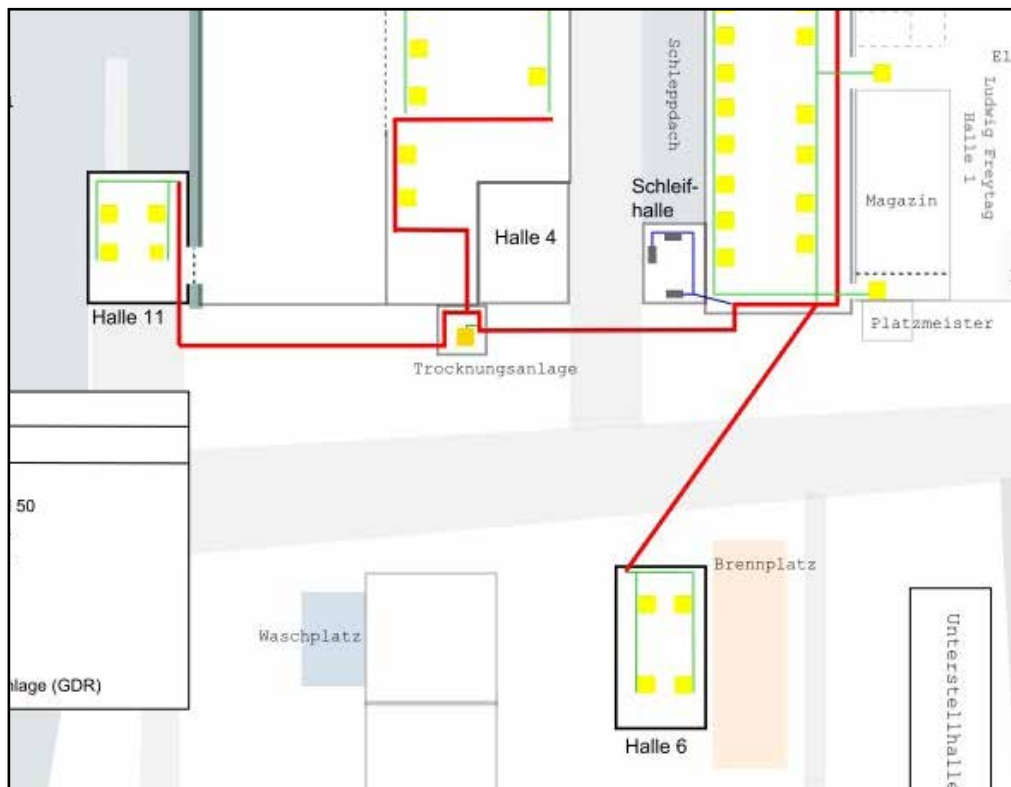 El
Schleppdach
Ludwig Freytag
Halle 1
Schleif-
halle
Magazin
Halle 4
Halle 11
Platzmeister
Trocknungsanlage
50
Brennplatz
Waschplatz
Unterstellhalle
nlage (GDR)
Halle 6